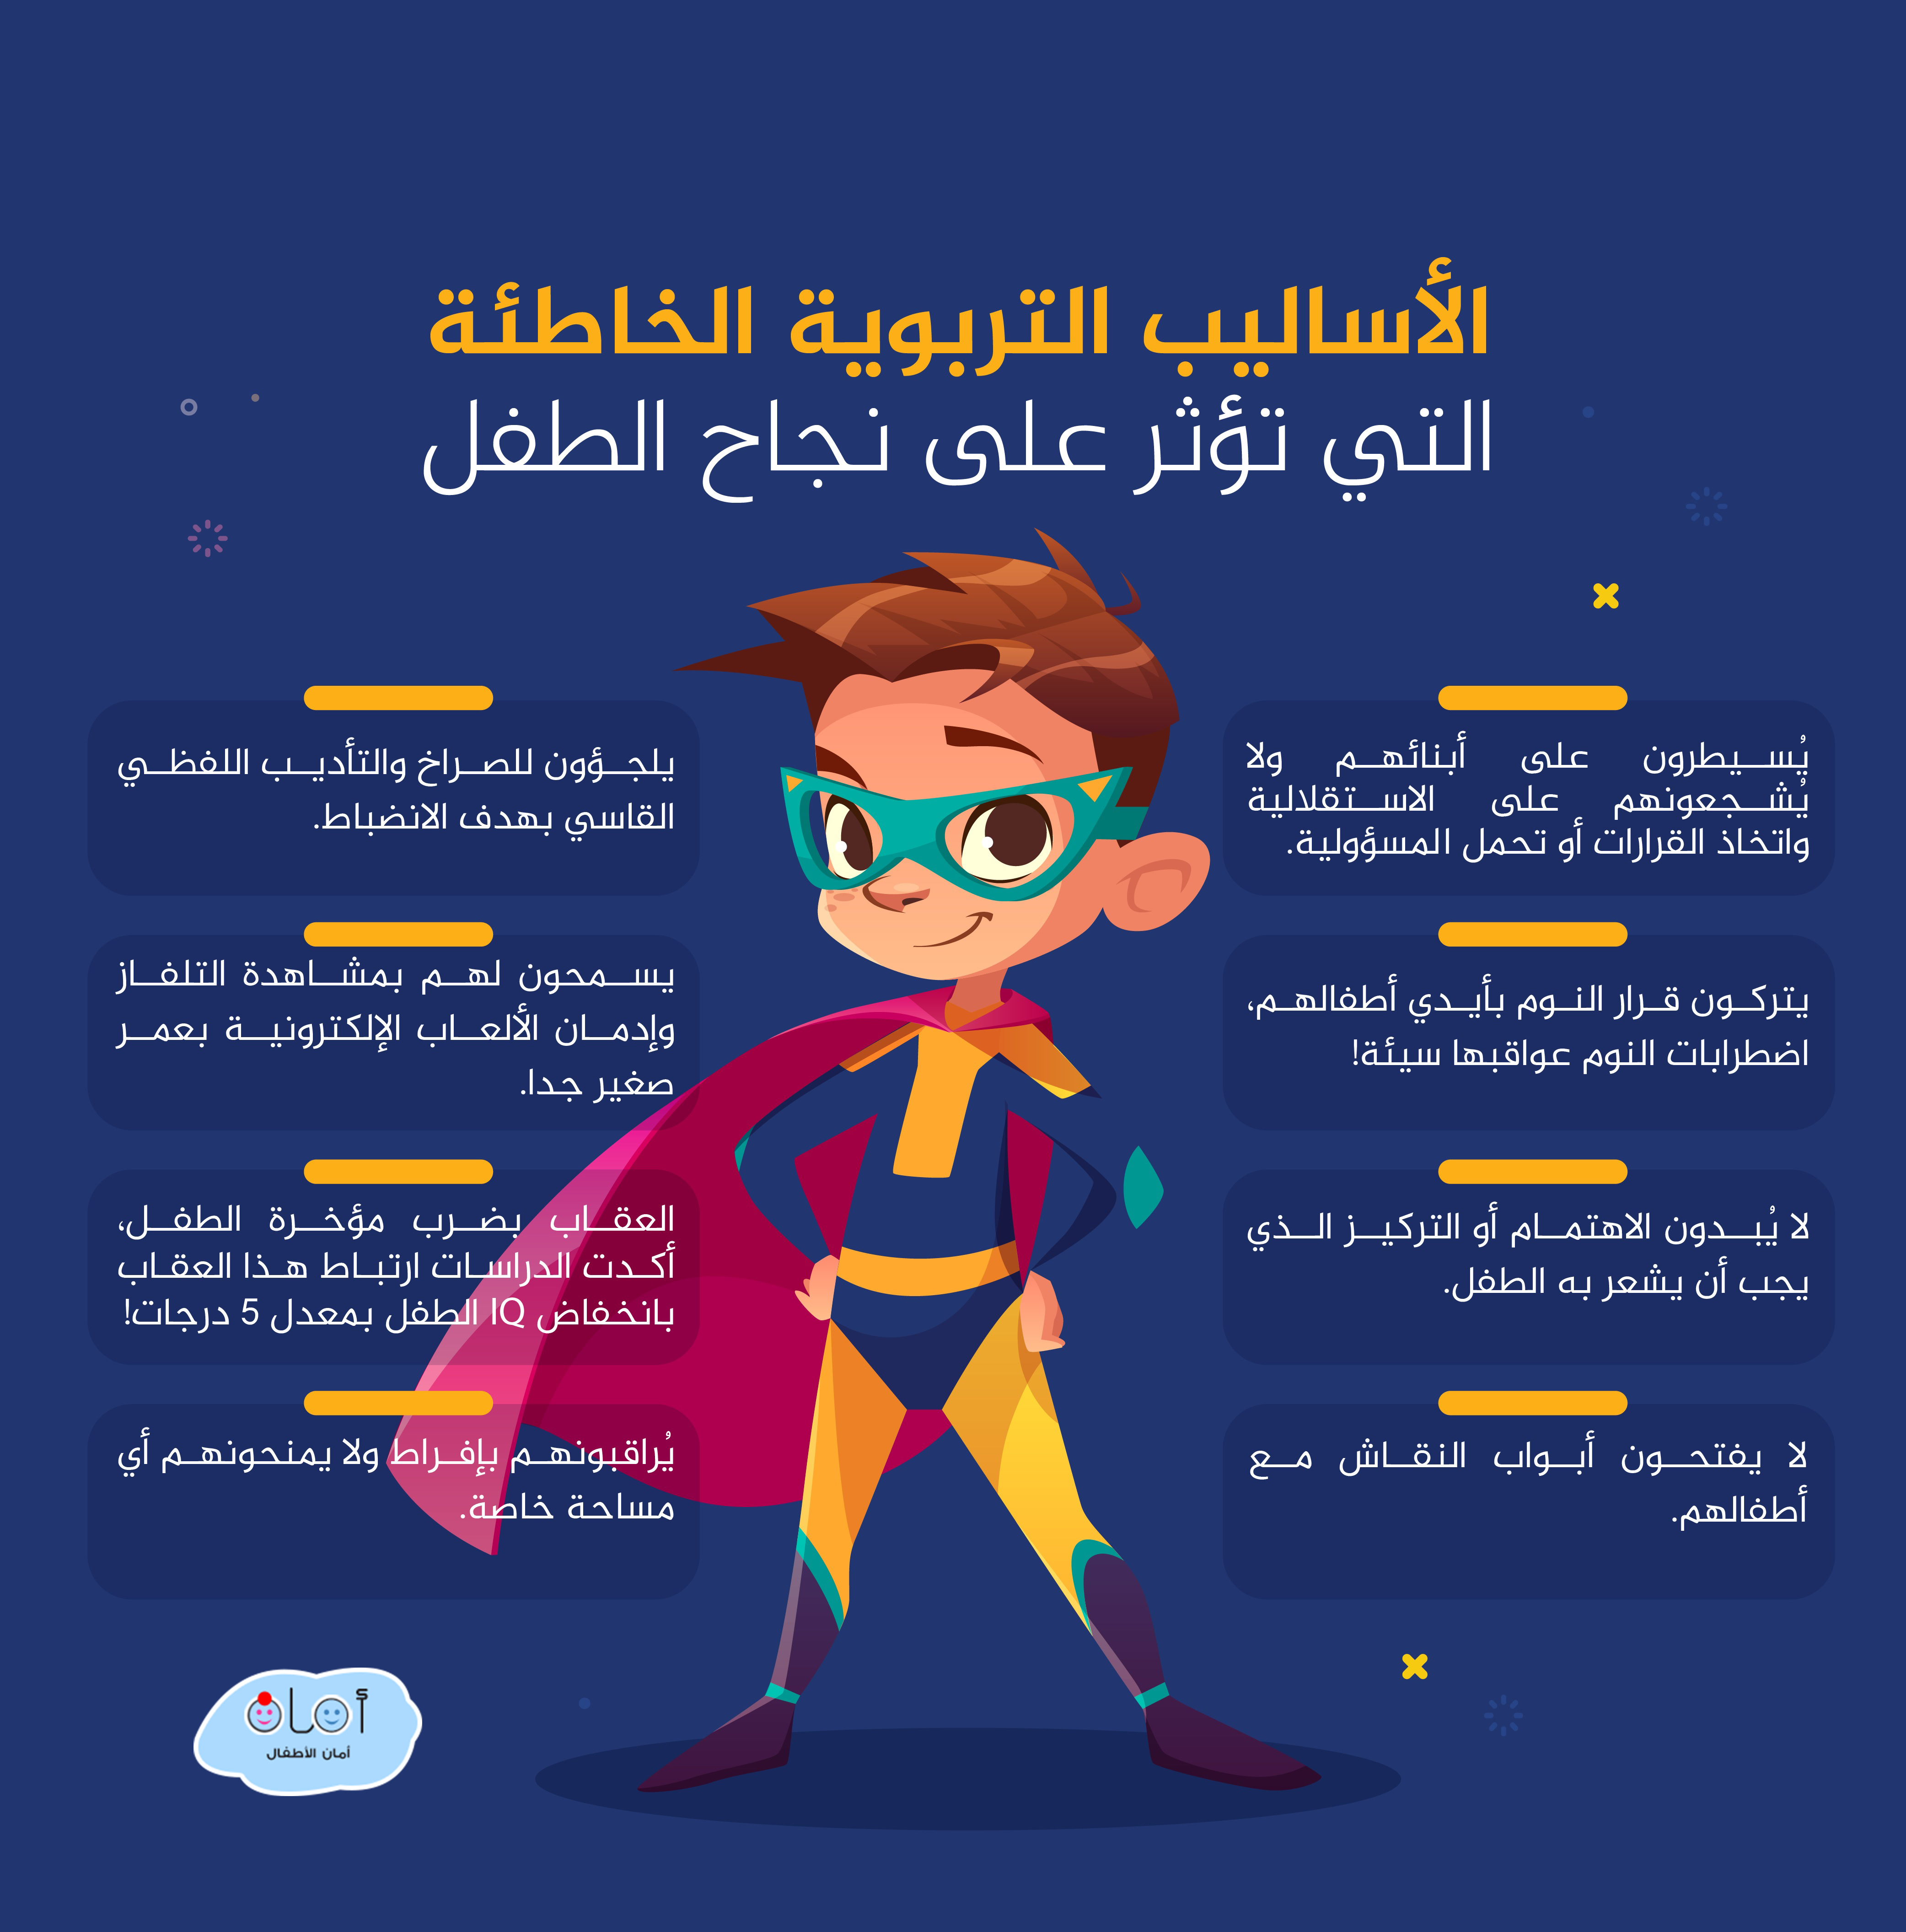 الأساليب التربوية الخاطئة
التي تؤثر على نجاح الطفل
يُسيطرون على أبنائهم ولا
يُشجعونهم على الاستقلالية
واتخاذ القرارات أو تحمل المسؤولية.
يتركون قرار النوم بأيدي أطفالهم،
اضطرابات النوم عواقبها سيئة!
لا يُبدون الاهتمام أو التركيز الذي
يجب أن يشعر به الطفل.
لا يفتحون أبواب النقاش مع
أطفالهم.
يلجؤون للصراخ والتأديب اللفظي
القاسي بهدف الانضباط.
يسمحون لهم بمشاهدة التلفاز
وإدمان الألعاب الإلكترونية بعمر
صغير جدا.
العقاب بضرب مؤخرة الطفل،
أكدت الدراسات ارتباط هذا العقاب
بانخفاض IQ الطفل بمعدل 5 درجات!
يُراقبونهم بإفراط ولا يمنحونهم أي
مساحة خاصة.
أمان
أمان الأطفال